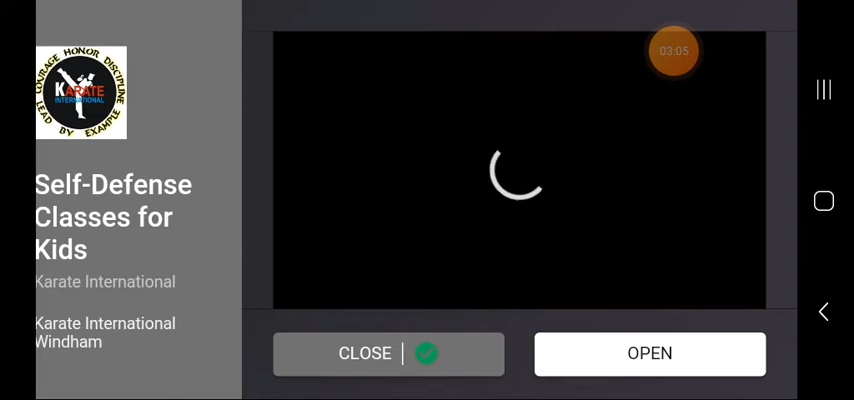 COURAGE HONOR DISCIPLINE
KARATE
INTERNATIONAL
LEAD BY EXAMPLE
Self-Defense
Classes for
Kids
Karate International
Karate International
Windham
03:05
CLOSE
OPEN